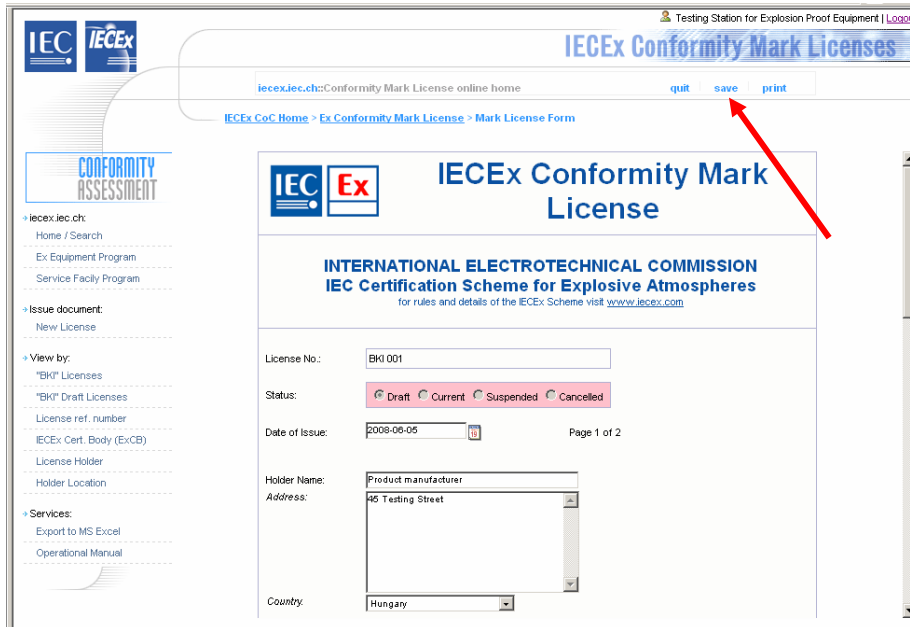 Testing Station for Explosion Proof Equipment | Logou
IEC IECEx
IECEx Conformity Mark Licenses
iecex.iec.ch::Conformity Mark License online home quit save print
IECEx CoC Home > Ex Conformity Mark License > Mark License Form
CONFORMITY
ASSESSMENT
iecex.iec.ch:
Home / Search
Ex Equipment Program
Service Facily Program
Issue document:
New License
View by:
"BKI" Licenses
"BKI" Draft Licenses
License ref. number
IECEx Cert. Body (ExCB)
License Holder
Holder Location
Services:
Export to MS Excel
Operational Manual
IEC Ex
IECEx Conformity Mark
License
INTERNATIONAL ELECTROTECHNICAL COMMISSION
IEC Certification Scheme for Explosive Atmospheres
for rules and details of the IECEx Scheme visit www.iecex.com
License No.: BKI 001
Status: Draft Current Suspended Cancelled
Date of Issue: 2008-06-05 19 Page 1 of 2
Holder Name: Product manufacturer
Address: 45 Testing Street
Country: Hungary